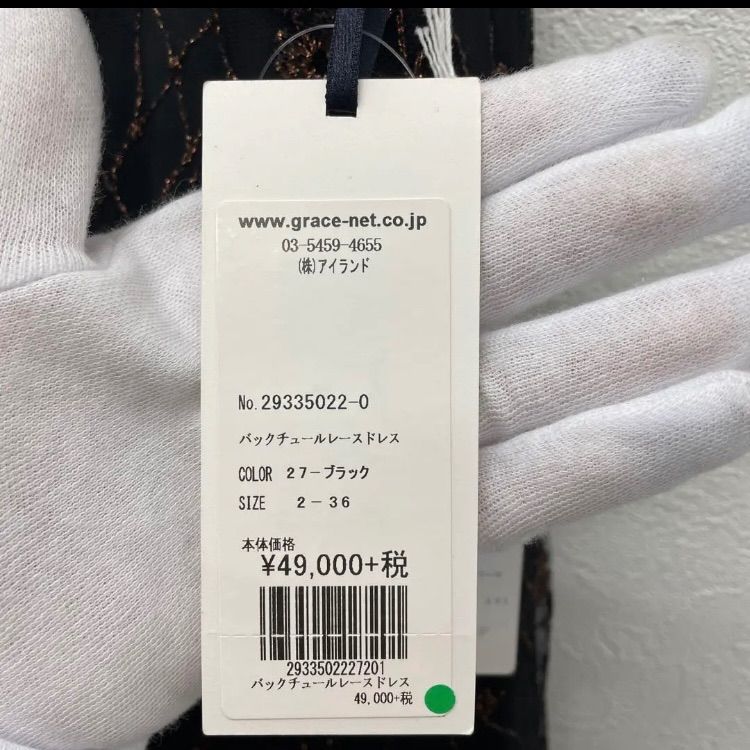 www.grace-net.co.jp
03-5459-4655
(株)アイランド
No. 29335022-0
バックチュールレースドレス
COLOR 27-ブラック
SIZE 2-36
本体価格
¥49,000+税
2933502227201
バックチュールレースドレス
49,000+税